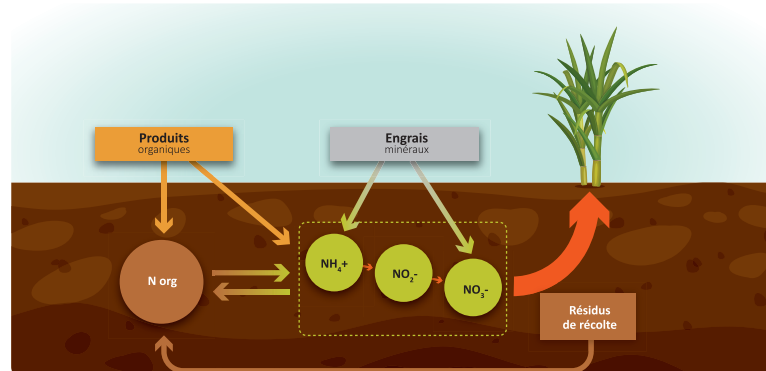 Produits
organiques
Engrais
minéraux
N org
NH₄+
NO₂-
NO₃-
Résidus
de récolte